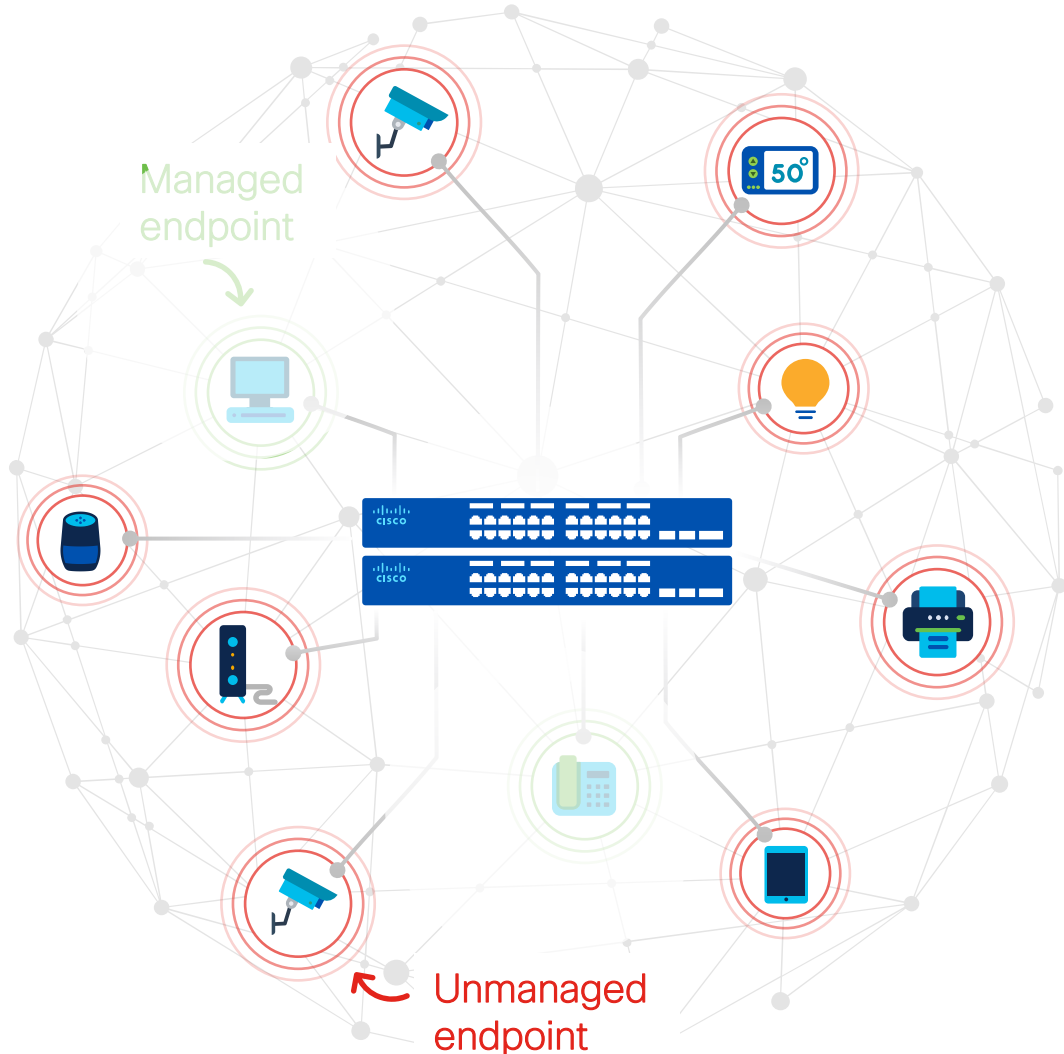 Managed
endpoint
50°
CISCO
CISCO
Unmanaged
endpoint